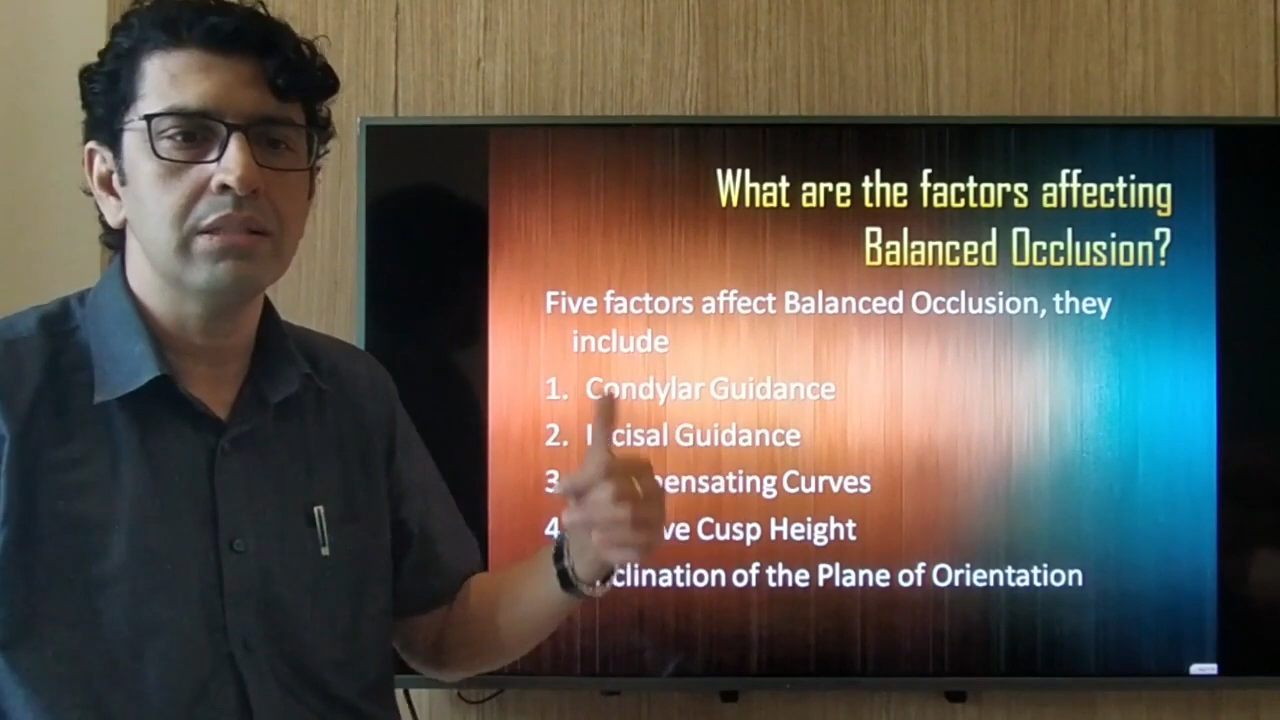 What are the factors affecting
Balanced Occlusion?
Five factors affect Balanced Occlusion, they
include
1. Condylar Guidance
2. Incisal Guidance
3 Curves
4 Cusp Height
of the Plane of Orientation